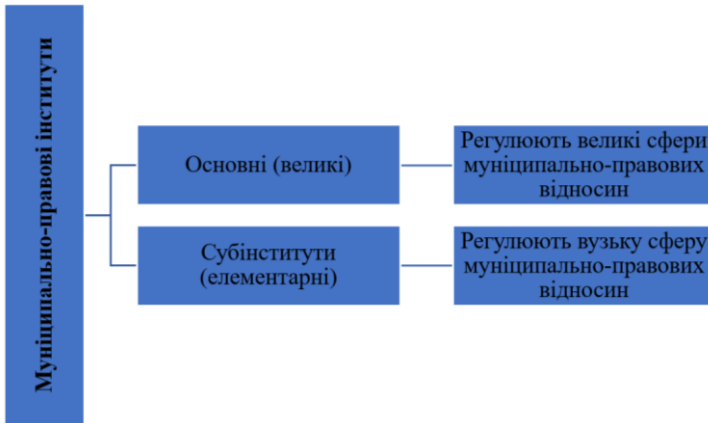 Муніципально-правові інститути
Основні (великі)
Регулюють великі сфери
муніципально-правових
відносин
Субінститути
(елементарні)
Регулюють вузьку сферу
муніципально-правових
відносин